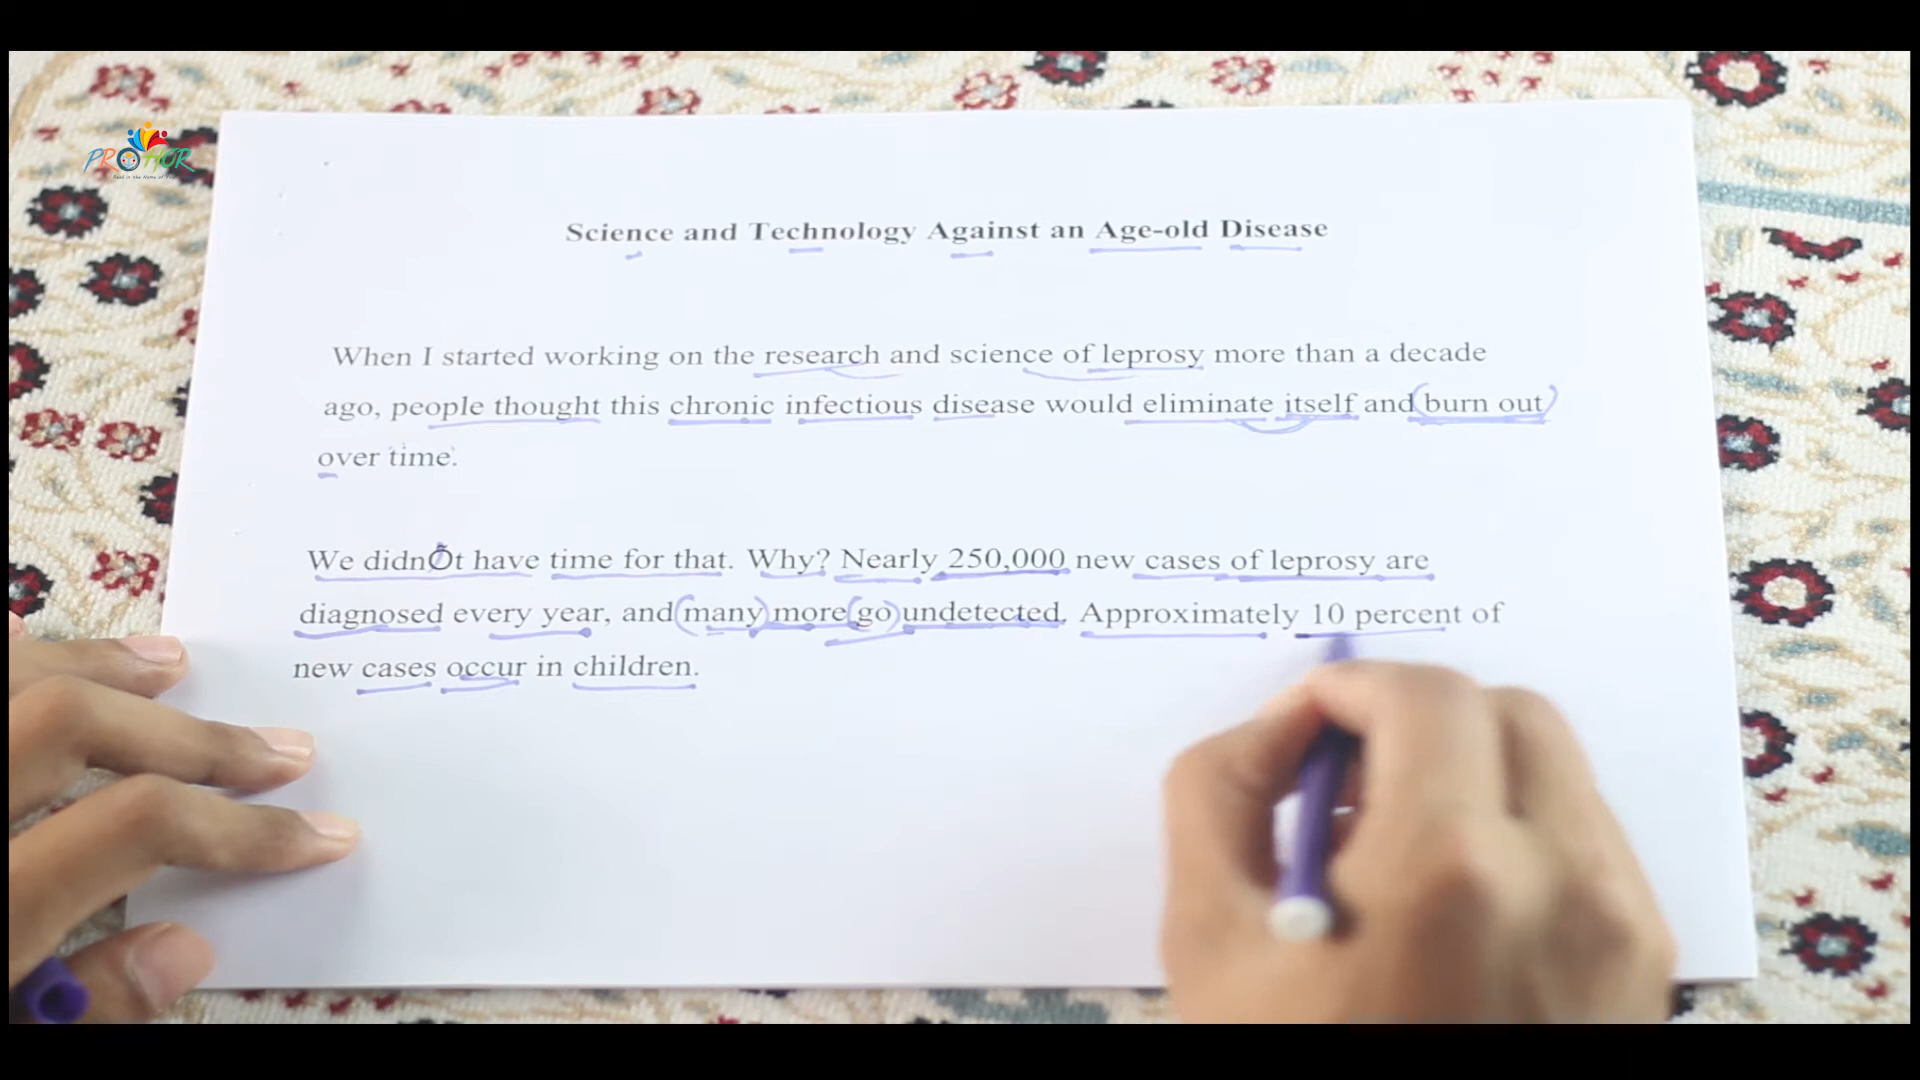 PROHOR
Science and Technology Against an Age-old Disease
When I started working on the research and science of leprosy more than a decade
ago, people thought this chronic infectious disease would eliminate itself and burn out
over time.
We didnÕt have time for that. Why? Nearly 250,000 new cases of leprosy are
diagnosed every year, and many more go undetected. Approximately 10 percent of
new cases occur in children.